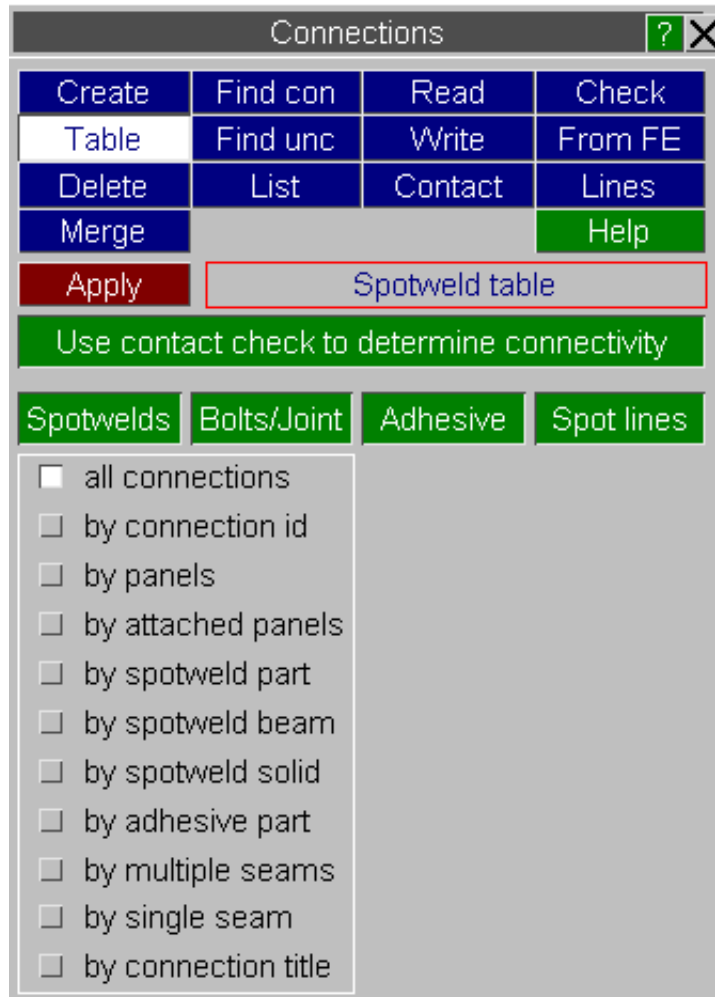 Connections ?
Create Find con Read Check
Table Find unc Write From FE
Delete List Contact Lines
Merge Help
Apply Spotweld table
Use contact check to determine connectivity
Spotwelds Bolts/Joint Adhesive Spot lines
all connections
by connection id
by panels
by attached panels
by spotweld part
by spotweld beam
by spotweld solid
by adhesive part
by multiple seams
by single seam
by connection title